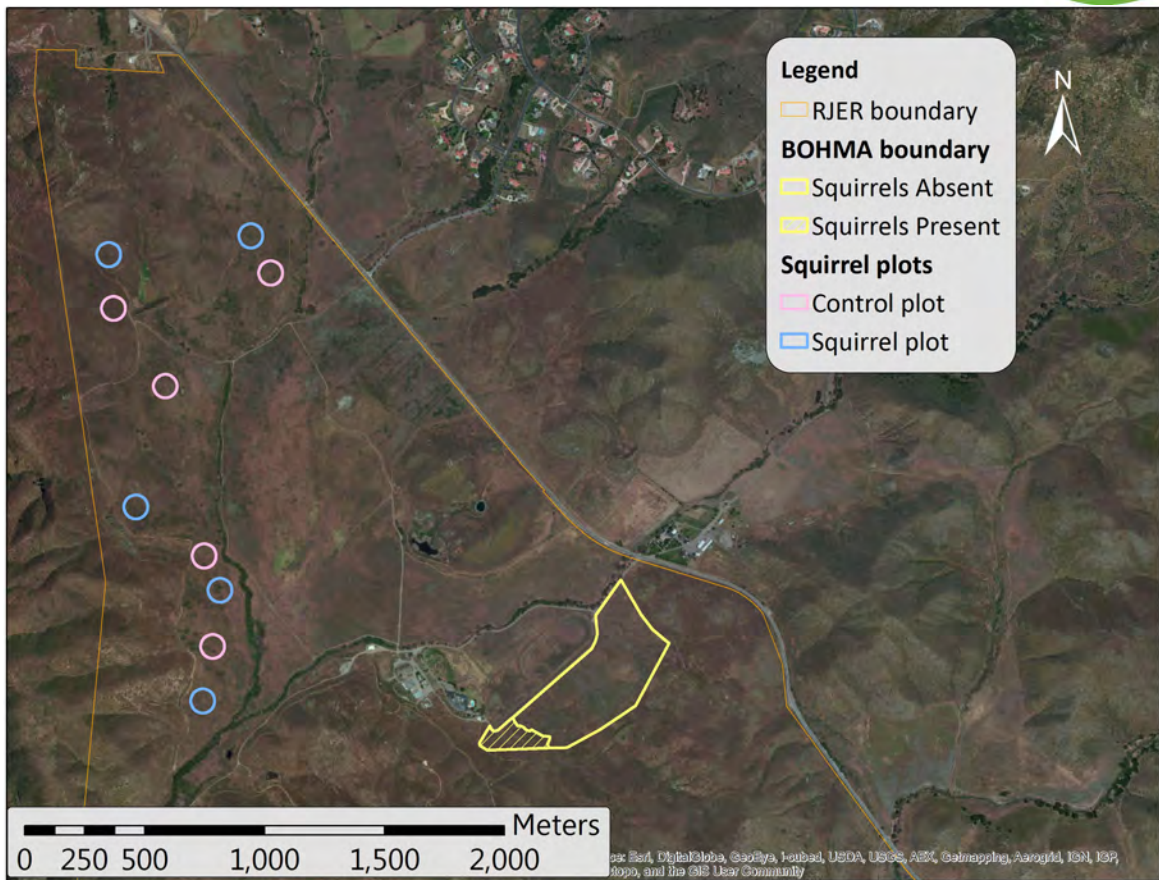 Legend
RJER boundary
BOHMA boundary
Squirrels Absent
Squirrels Present
Squirrel plots
Control plot
Squirrel plot
N
Meters
0 250 500 1,000 1,500 2,000
Esri, DigitalGlobe, GeoEye, i-cubed, USDA, USGS, AEX, Getmapping, Aerogrid, IGN, IGP,
and the GIS User Community